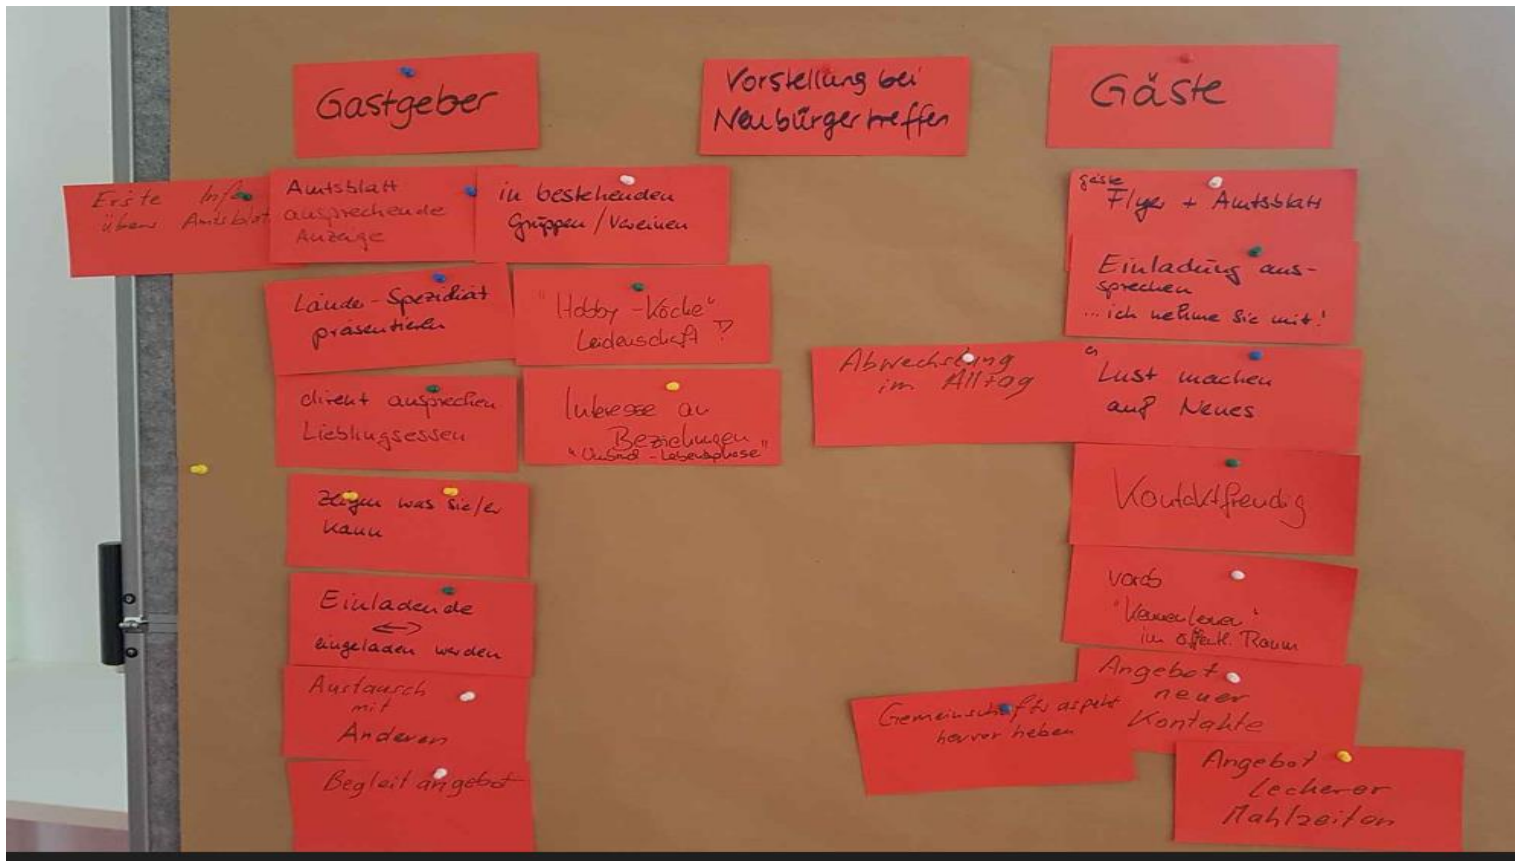 Gastgeber
Vorstellung bei
Neubürgertreffen
Gäste
Erste Info
übers Amtsblatt
Amtsblatt
ansprechende
Anzeige
in bestehenden
Gruppen / Vereinen
Länder-Spezidiät
präsentieren
"Hobby-Köche"
Leidenschaft ?
direkt ansprechen
Lieblingsessen
Interesse an
Beziehungen
"Umbruch-Lebensphase"
Zeigen was sie/er
kann
Einladende
↔
eingeladen werden
Austausch
mit
Anderen
Begleitangebot
Gäste
Flyer + Amtsblatt
Einladung aus-
sprechen
... ich nehme Sie mit!
Abwechslung
im Alltag
Lust machen
auf Neues
Kontaktfreudig
vorab
"Kennenlernen"
im öffentl. Raum
Angebot
neuer
Kontakte
Gemeinschaftsaspekt
hervor heben
Angebot
Leckerer
Mahlzeiten